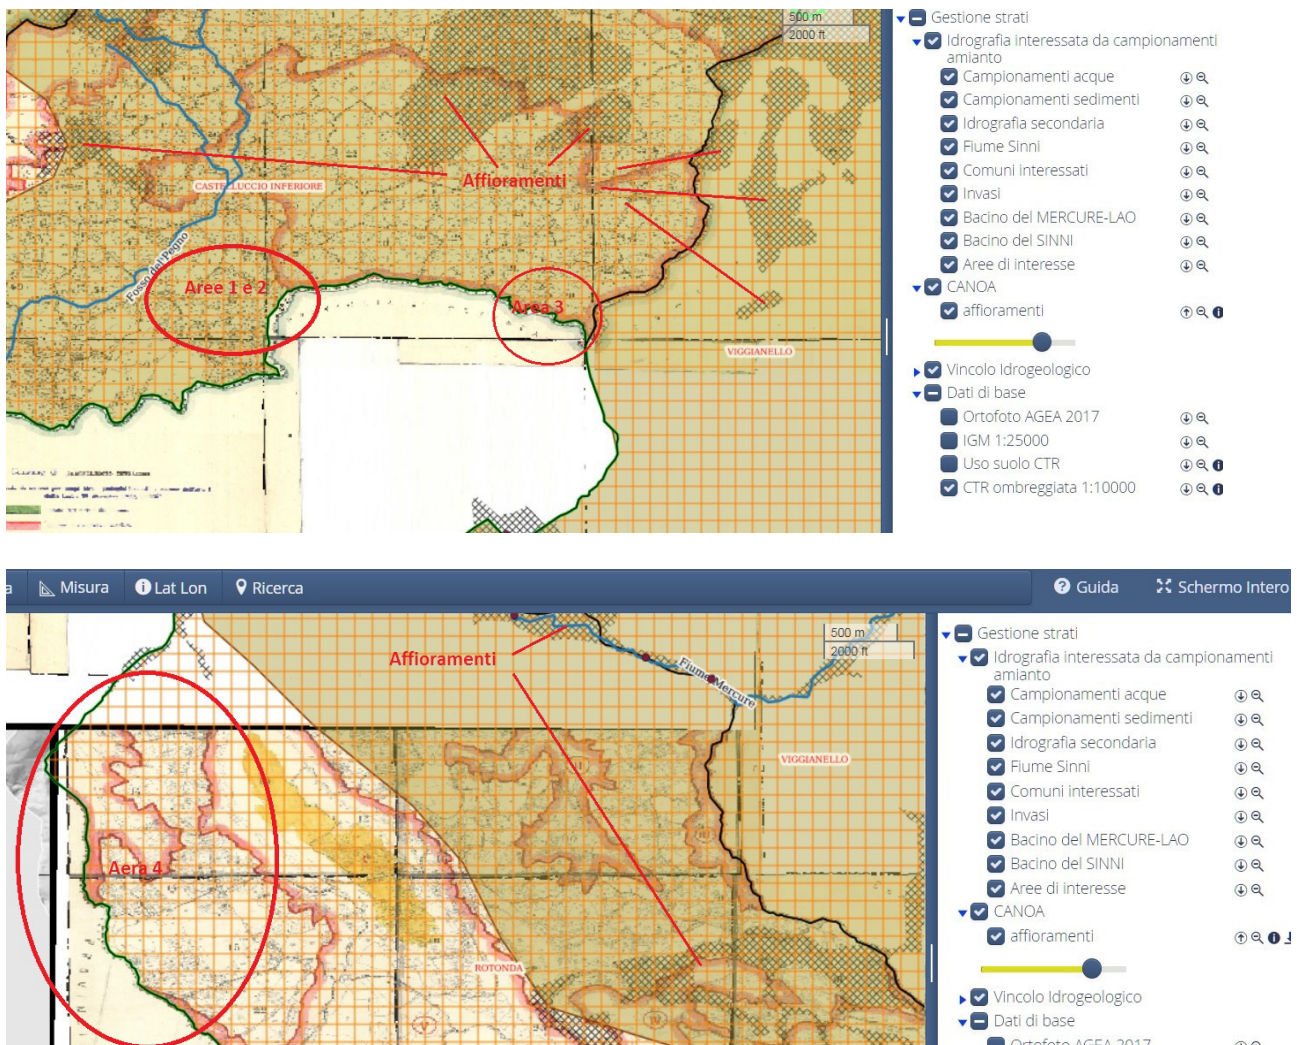 500 m
2000 ft
CASTELLUCCIO INFERIORE
Affioramenti
Fosso del Pegno
Aree 1 e 2
Area 3
VIGGIANELLO
Gestione strati
Idrografia interessata da campionamenti
amianto
Campionamenti acque
Campionamenti sedimenti
Idrografia secondaria
Fiume Sinni
Comuni interessati
Invasi
Bacino del MERCURE-LAO
Bacino del SINNI
Aree di interesse
CANOA
affioramenti
Vincolo Idrogeologico
Dati di base
Ortofoto AGEA 2017
IGM 1:25000
Uso suolo CTR
CTR ombreggiata 1:10000
a
Misura
Lat Lon
Ricerca
Guida
Schermo Intero
500 m
2000 ft
Affioramenti
Fiume Mercure
VIGGIANELLO
Aera 4
ROTONDA
Gestione strati
Idrografia interessata da campionamenti
amianto
Campionamenti acque
Campionamenti sedimenti
Idrografia secondaria
Fiume Sinni
Comuni interessati
Invasi
Bacino del MERCURE-LAO
Bacino del SINNI
Aree di interesse
CANOA
affioramenti
Vincolo Idrogeologico
Dati di base
Ortofoto AGEA 2017